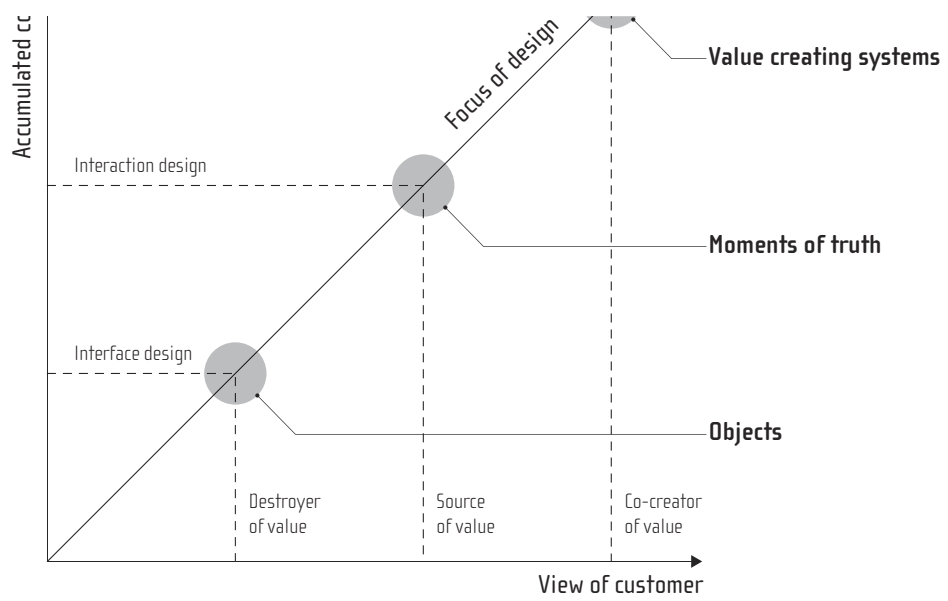 Accumulated
Focus of design
Value creating systems
Interaction design
Moments of truth
Interface design
Objects
Destroyer
of value
Source
of value
Co-creator
of value
View of customer